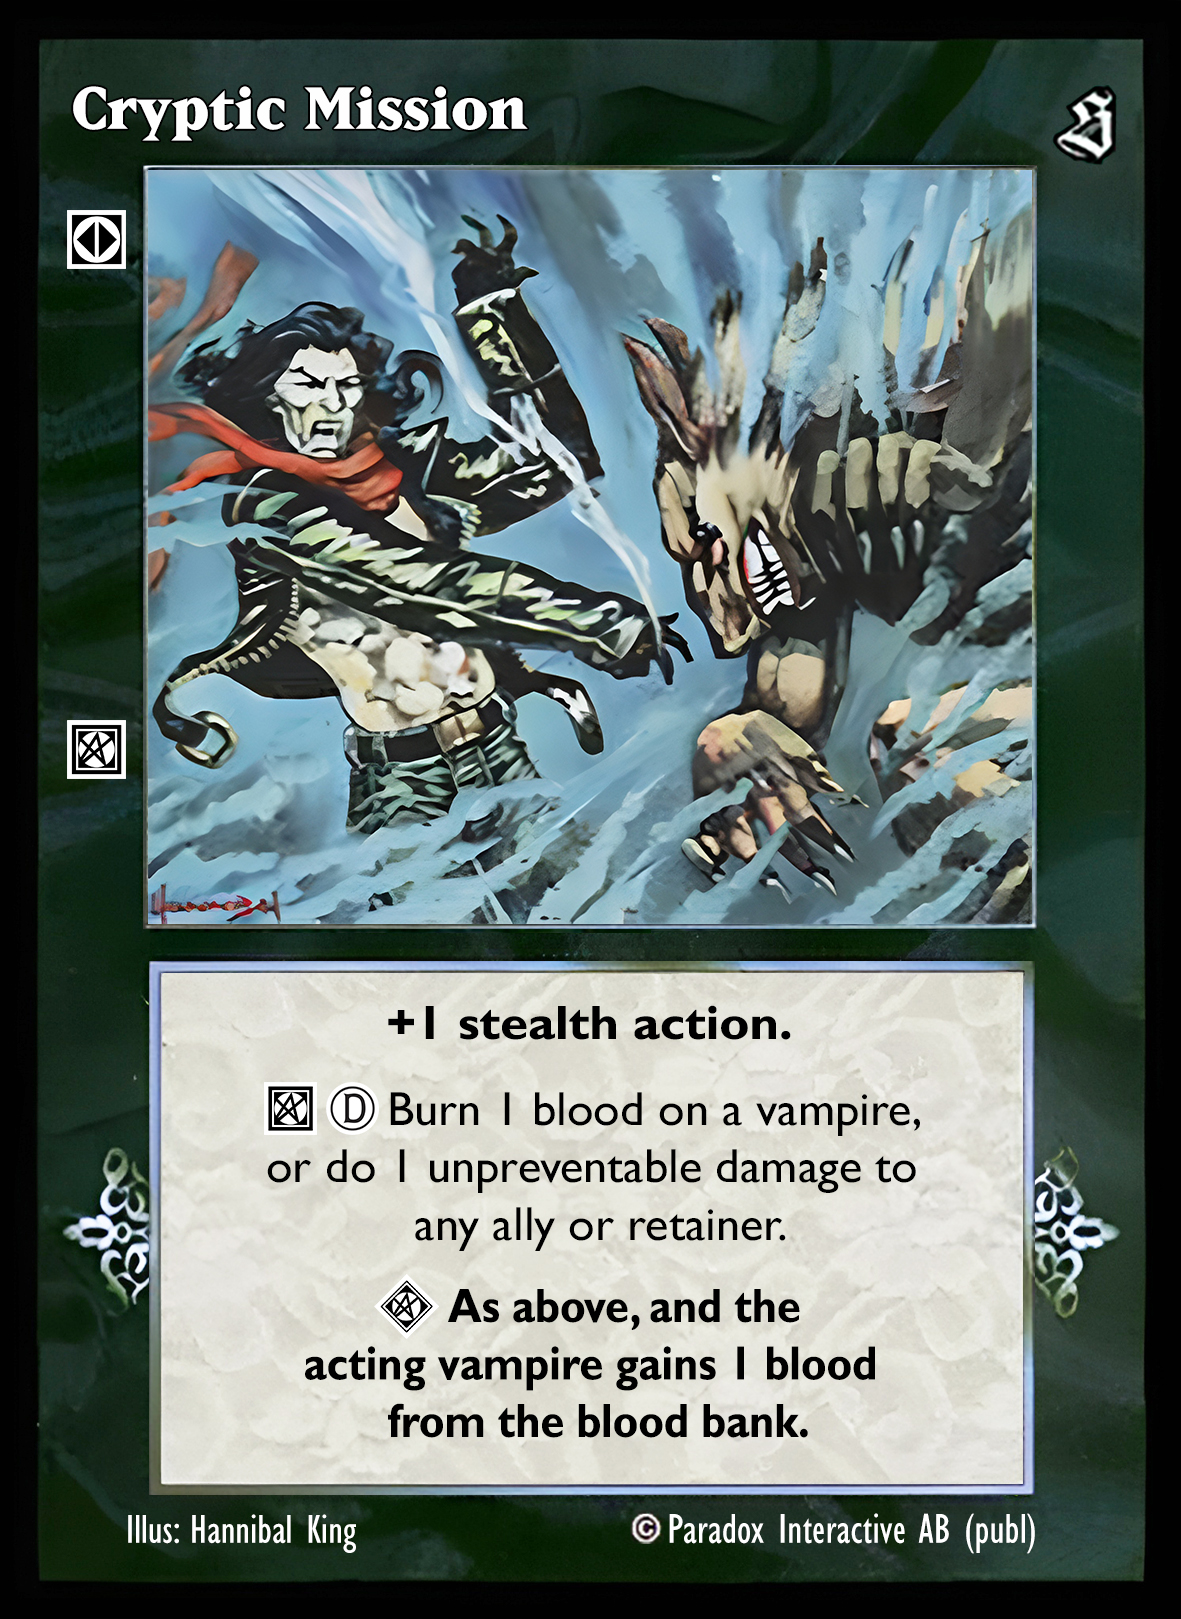 Cryptic Mission
+1 stealth action.
D Burn 1 blood on a vampire,
or do 1 unpreventable damage to
any ally or retainer.
As above, and the
acting vampire gains 1 blood
from the blood bank.
Illus: Hannibal King
© Paradox Interactive AB (publ)